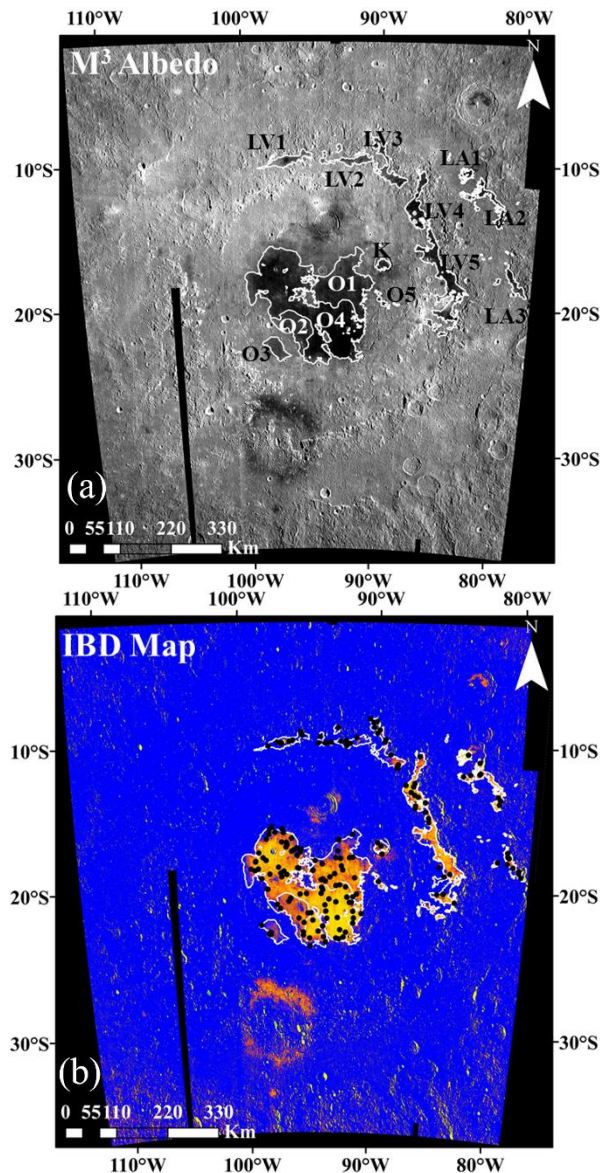 100°W 90°W 80°W
110°W
M³ Albedo
N
LV3
LV1
LA1
10°S 10°S
LV2
LV4
LA2
K
LV5
O1
O5
20°S O2 O4 20°S
LA3
O3
30°S 30°S
(a)
0 55110 220 330
Km
110°W 100°W 90°W 80°W
110°W 100°W 90°W 80°W
IBD Map
N
10°S 10°S
20°S 20°S
30°S 30°S
(b)
0 55110 220 330
Km
110°W 100°W 90°W 80°W